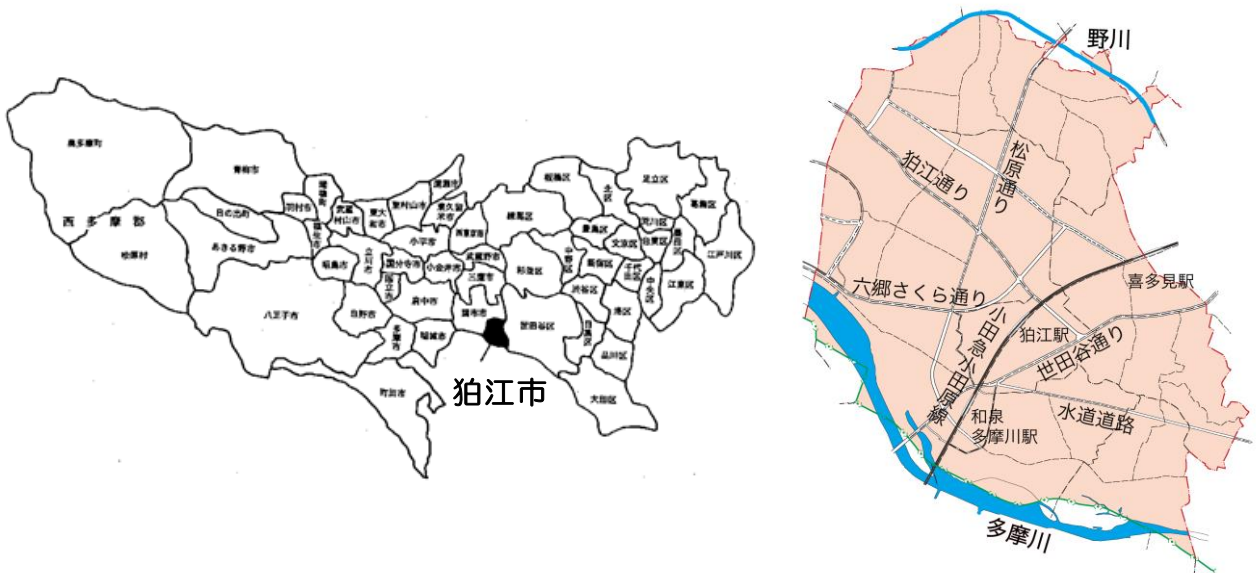 奥多摩町
西多摩郡
檜原村
青梅市
日の出町
あきる野市
八王子市
羽村市
瑞穂町
福生市
武蔵
村山市
昭島市
立川市
東大
和市
東村山市
清瀬市
東久留
米市
小平市
国分寺市
国立市
小金井市
西東京市
武蔵野市
三鷹市
府中市
調布市
日野市
多摩市
稲城市
町田市
狛江市
練馬区
板橋区
北区
足立区
葛飾区
荒川区
豊島区
文京区
台東区
墨田区
江戸川区
杉並区
中野区
新宿区
千代
田区
中央区
江東区
渋谷区
港区
世田谷区
目黒区
品川区
大田区
野川
松原通り
狛江通り
六郷さくら通り
喜多見駅
小田急小田原線
狛江駅
世田谷通り
和泉
多摩川駅
水道道路
多摩川